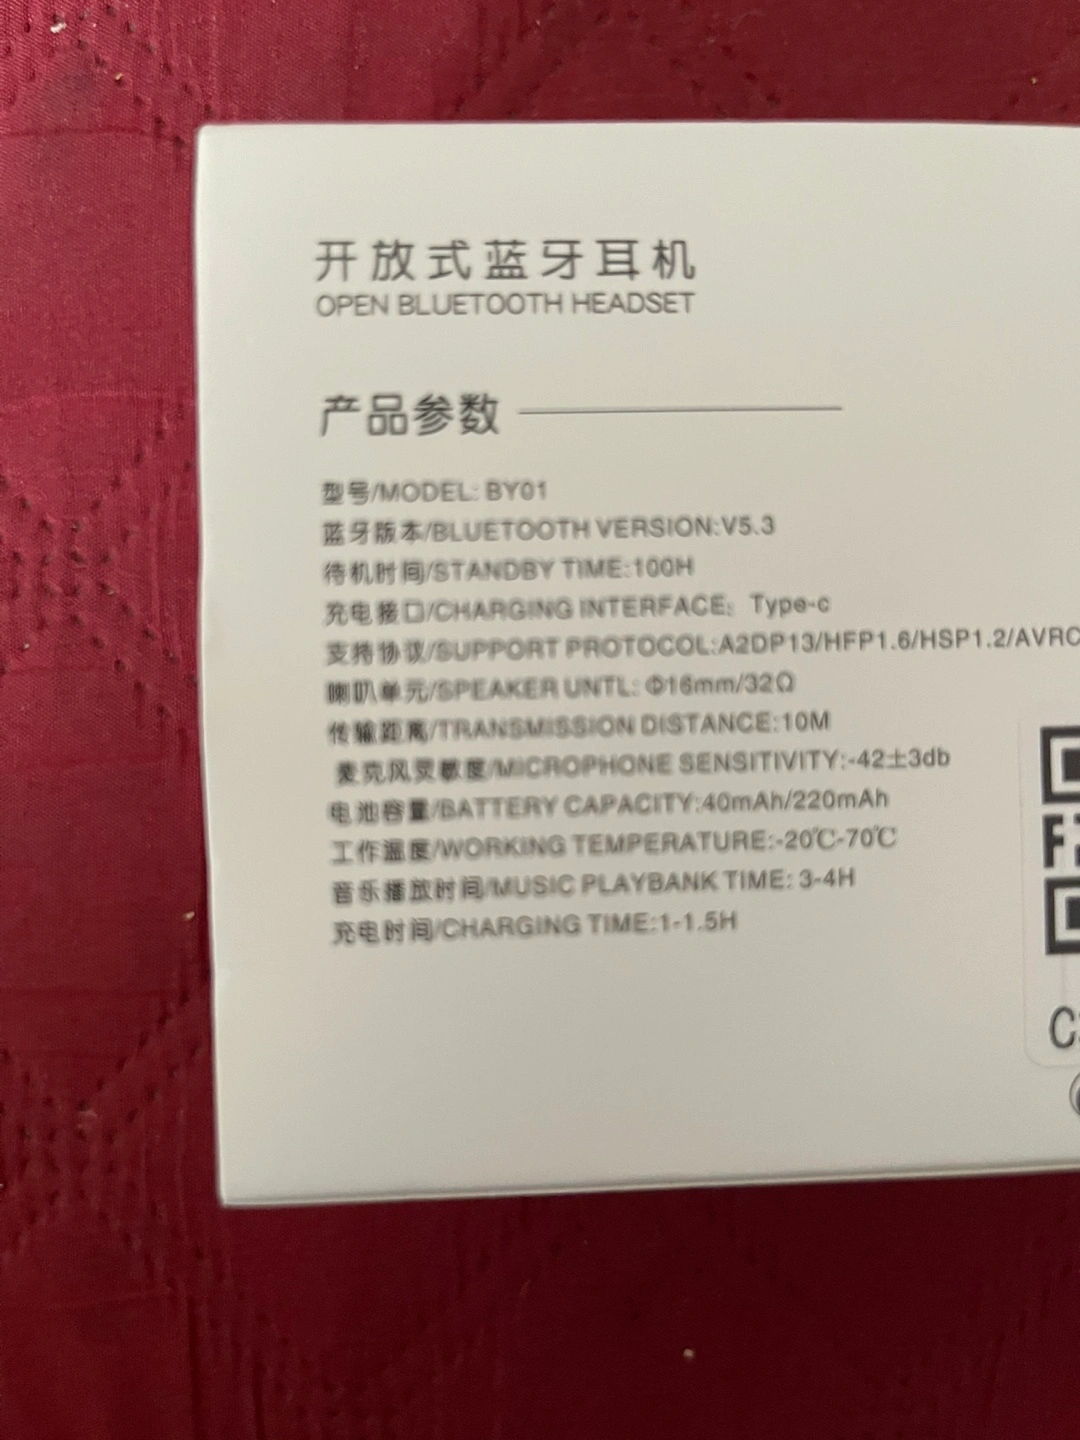 开放式蓝牙耳机
OPEN BLUETOOTH HEADSET
产品参数
型号/MODEL: BY01
蓝牙版本/BLUETOOTH VERSION:V5.3
待机时间/STANDBY TIME:100H
充电接口/CHARGING INTERFACE: Type-c
支持协议/SUPPORT PROTOCOL:A2DP13/HFP1.6/HSP1.2/AVRC
喇叭单元/SPEAKER UNTL: Φ16mm/32Ω
传输距离/TRANSMISSION DISTANCE:10M
麦克风灵敏度/MICROPHONE SENSITIVITY:-42±3db
电池容量/BATTERY CAPACITY:40mAh/220mAh
工作温度/WORKING TEMPERATURE:-20℃-70℃
音乐播放时间/MUSIC PLAYBANK TIME: 3-4H
充电时间/CHARGING TIME:1-1.5H